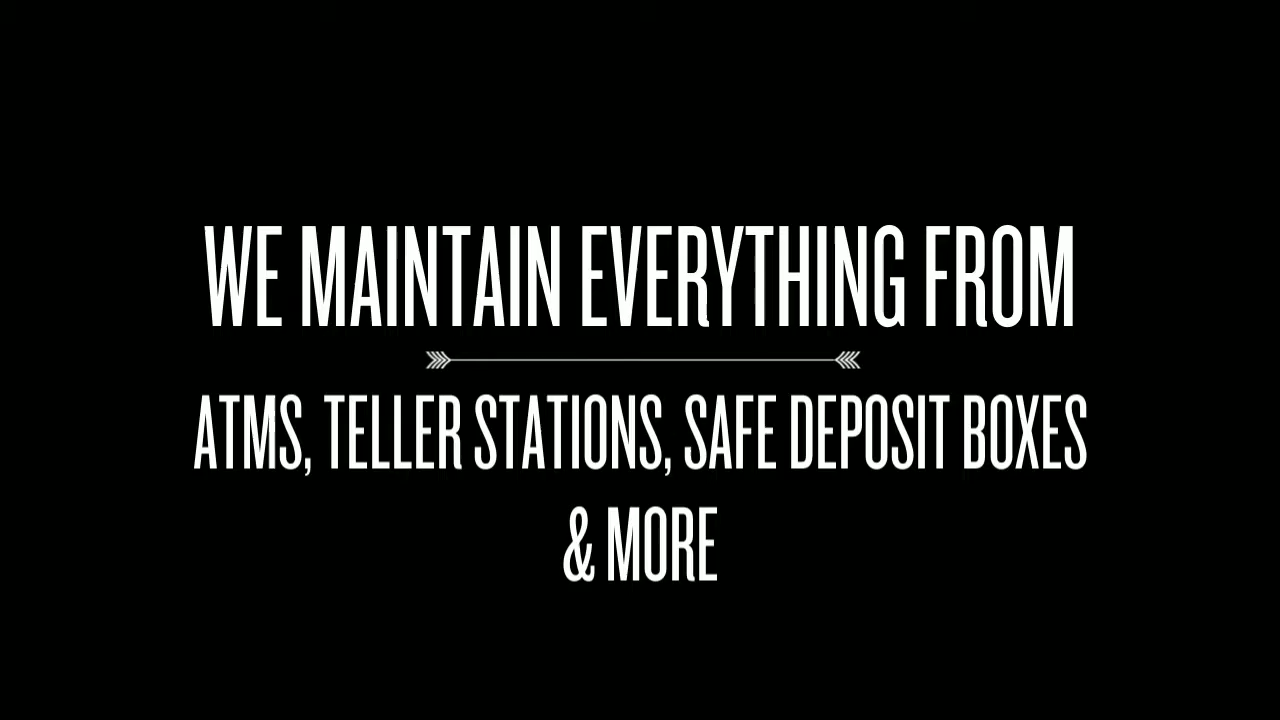 WE MAINTAIN EVERYTHING FROM
ATMS, TELLER STATIONS, SAFE DEPOSIT BOXES
& MORE